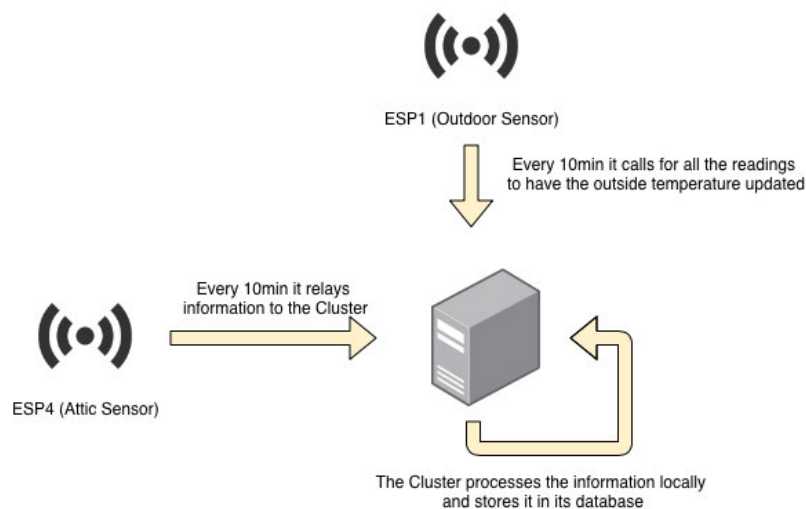 ESP1 (Outdoor Sensor)
Every 10min it calls for all the readings
to have the outside temperature updated
Every 10min it relays
information to the Cluster
ESP4 (Attic Sensor)
The Cluster processes the information locally
and stores it in its database